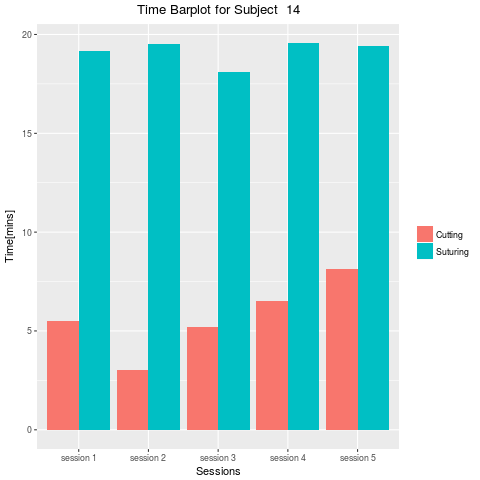 Time Barplot for Subject  14
Time[mins]
20
15
10
5
0
session 1 session 2 session 3 session 4 session 5
Sessions
Cutting
Suturing